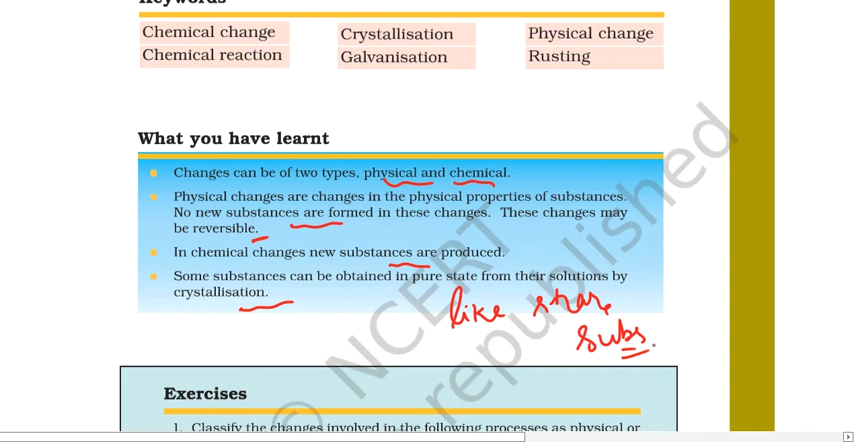 Keywords
Chemical change
Crystallisation
Physical change
Chemical reaction
Galvanisation
Rusting
What you have learnt
Changes can be of two types, physical and chemical.
Physical changes are changes in the physical properties of substances.
No new substances are formed in these changes. These changes may
be reversible.
In chemical changes new substances are produced.
Some substances can be obtained in pure state from their solutions by
crystallisation.
like share
subs.
Exercises
1. Classify the changes involved in the following processes as physical or
© NCERT
republished